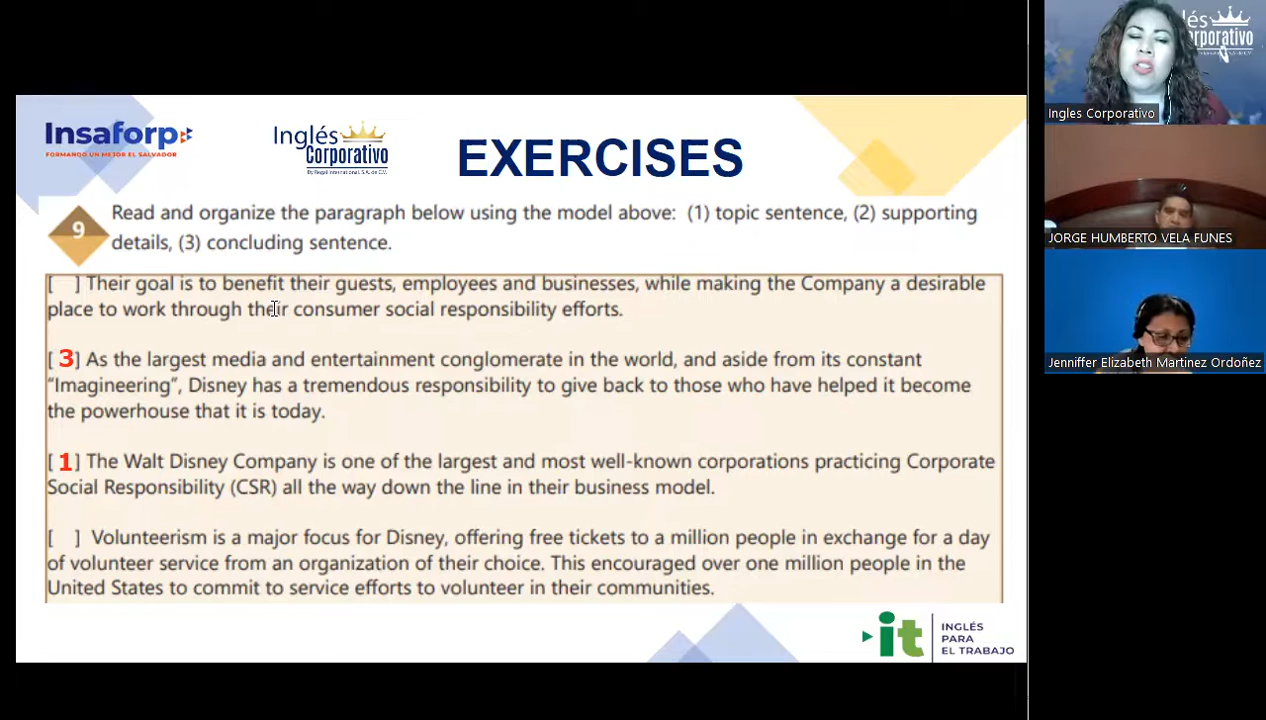 Insaforp
FORMANDO UN MEJOR EL SALVADOR
Inglés
Corporativo
By Regal International, S.A. de C.V.
EXERCISES
9
Read and organize the paragraph below using the model above: (1) topic sentence, (2) supporting
details, (3) concluding sentence.
[ ] Their goal is to benefit their guests, employees and businesses, while making the Company a desirable
place to work through their consumer social responsibility efforts.
[ 3 ] As the largest media and entertainment conglomerate in the world, and aside from its constant
“Imagineering”, Disney has a tremendous responsibility to give back to those who have helped it become
the powerhouse that it is today.
[ 1 ] The Walt Disney Company is one of the largest and most well-known corporations practicing Corporate
Social Responsibility (CSR) all the way down the line in their business model.
[ ] Volunteerism is a major focus for Disney, offering free tickets to a million people in exchange for a day
of volunteer service from an organization of their choice. This encouraged over one million people in the
United States to commit to service efforts to volunteer in their communities.
it
INGLÉS
PARA
EL TRABAJO
lés
rporativo
Ingles Corporativo
JORGE HUMBERTO VELA FUNES
Jenniffer Elizabeth Martinez Ordoñez